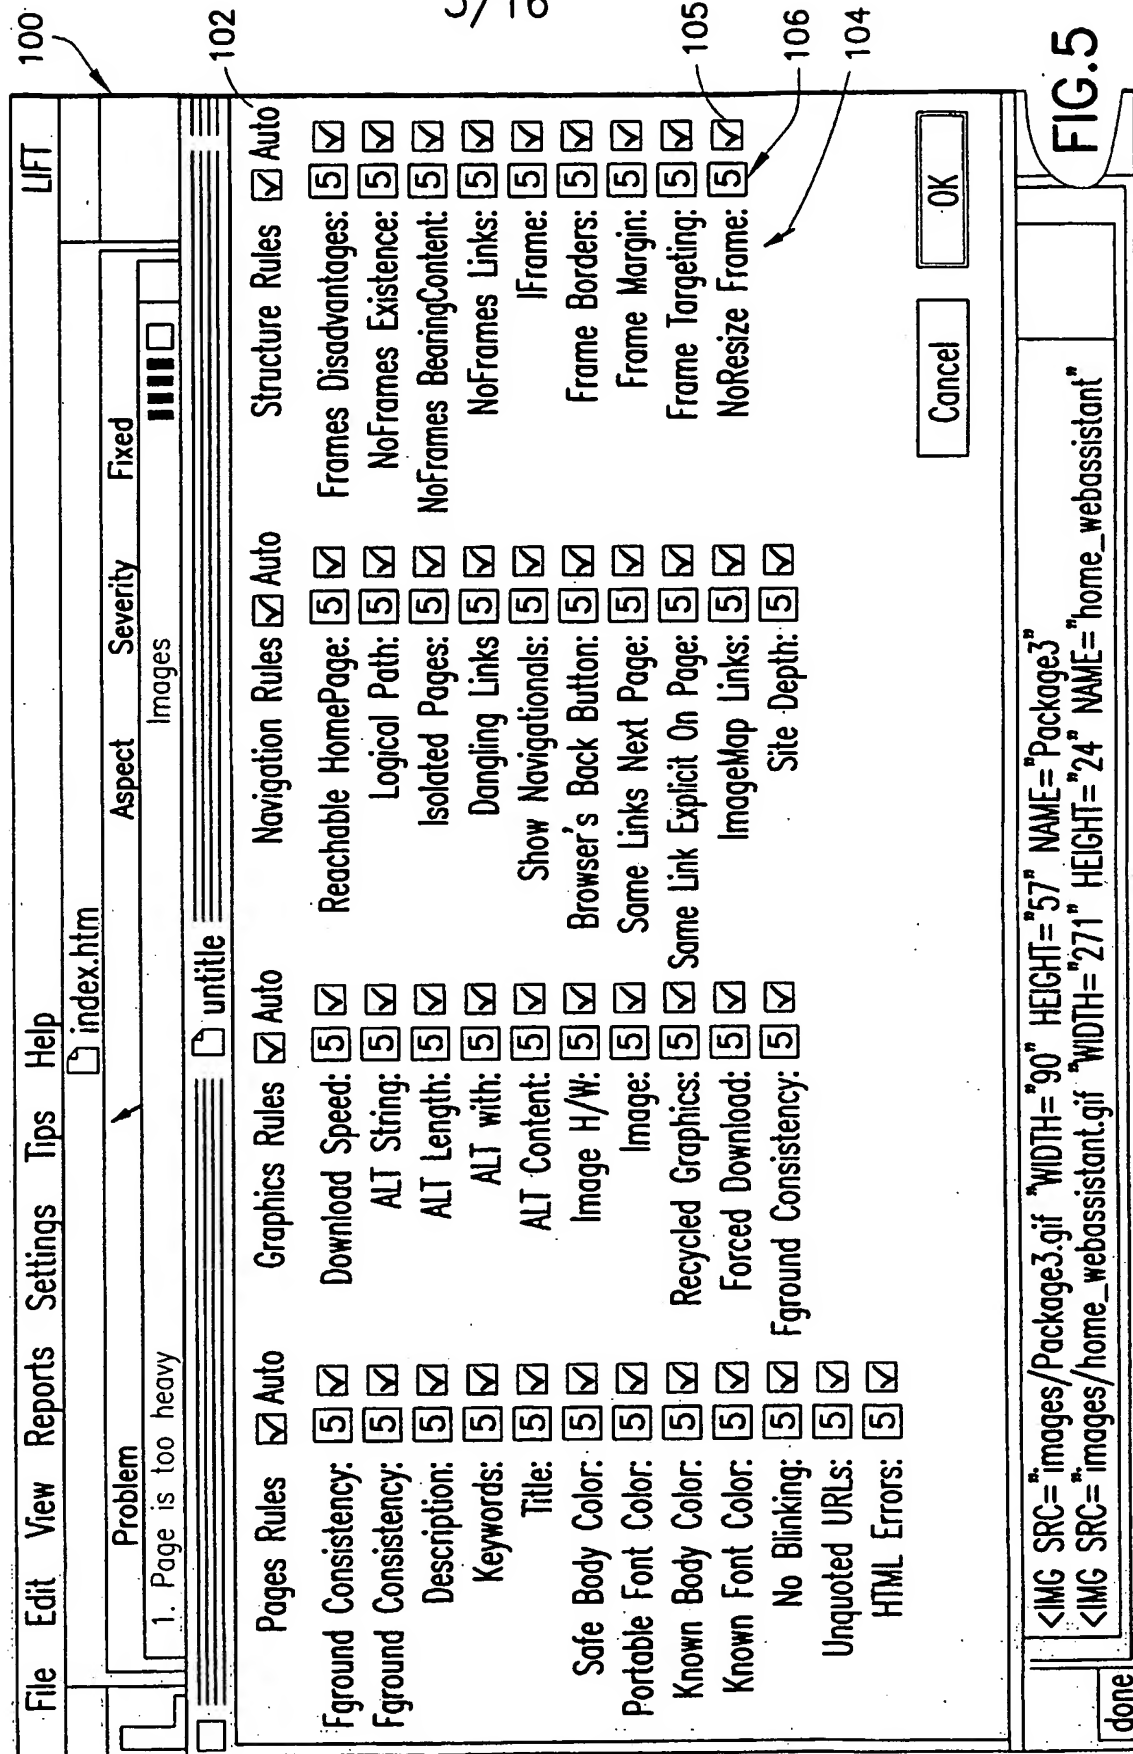 5/16
100
File Edit View Reports Settings Tips Help LIFT
index.htm
Problem Aspect Severity Fixed
1. Page is too heavy Images
untitle
102
Pages Rules Auto
Fground Consistency: 5
Fground Consistency: 5
Description: 5
Keywords: 5
Title: 5
Safe Body Color: 5
Portable Font Color: 5
Known Body Color: 5
Known Font Color: 5
No Blinking: 5
Unquoted URLs: 5
HTML Errors: 5
Graphics Rules Auto
Download Speed: 5
ALT String: 5
ALT Length: 5
ALT with: 5
ALT Content: 5
Image H/W: 5
Image: 5
Recycled Graphics: 5
Forced Download: 5
Fground Consistency: 5
Navigation Rules Auto
Reachable HomePage: 5
Logical Path: 5
Isolated Pages: 5
Dangling Links 5
Show Navigationals: 5
Browser's Back Button: 5
Same Links Next Page: 5
Same Link Explicit On Page: 5
ImageMap Links: 5
Site Depth: 5
Structure Rules Auto
Frames Disadvantages: 5
NoFrames Existence: 5
NoFrames BearingContent: 5
NoFrames Links: 5
IFrame: 5
Frame Borders: 5
Frame Margin: 5
Frame Targeting: 5
NoResize Frame: 5
105
106
104
Cancel OK
<IMG SRC="images/Package3.gif "WIDTH="90" HEIGHT="57" NAME="Package3"
<IMG SRC="images/home_webassistant.gif "WIDTH="271" HEIGHT="24" NAME="home_webassistant"
done
FIG.5